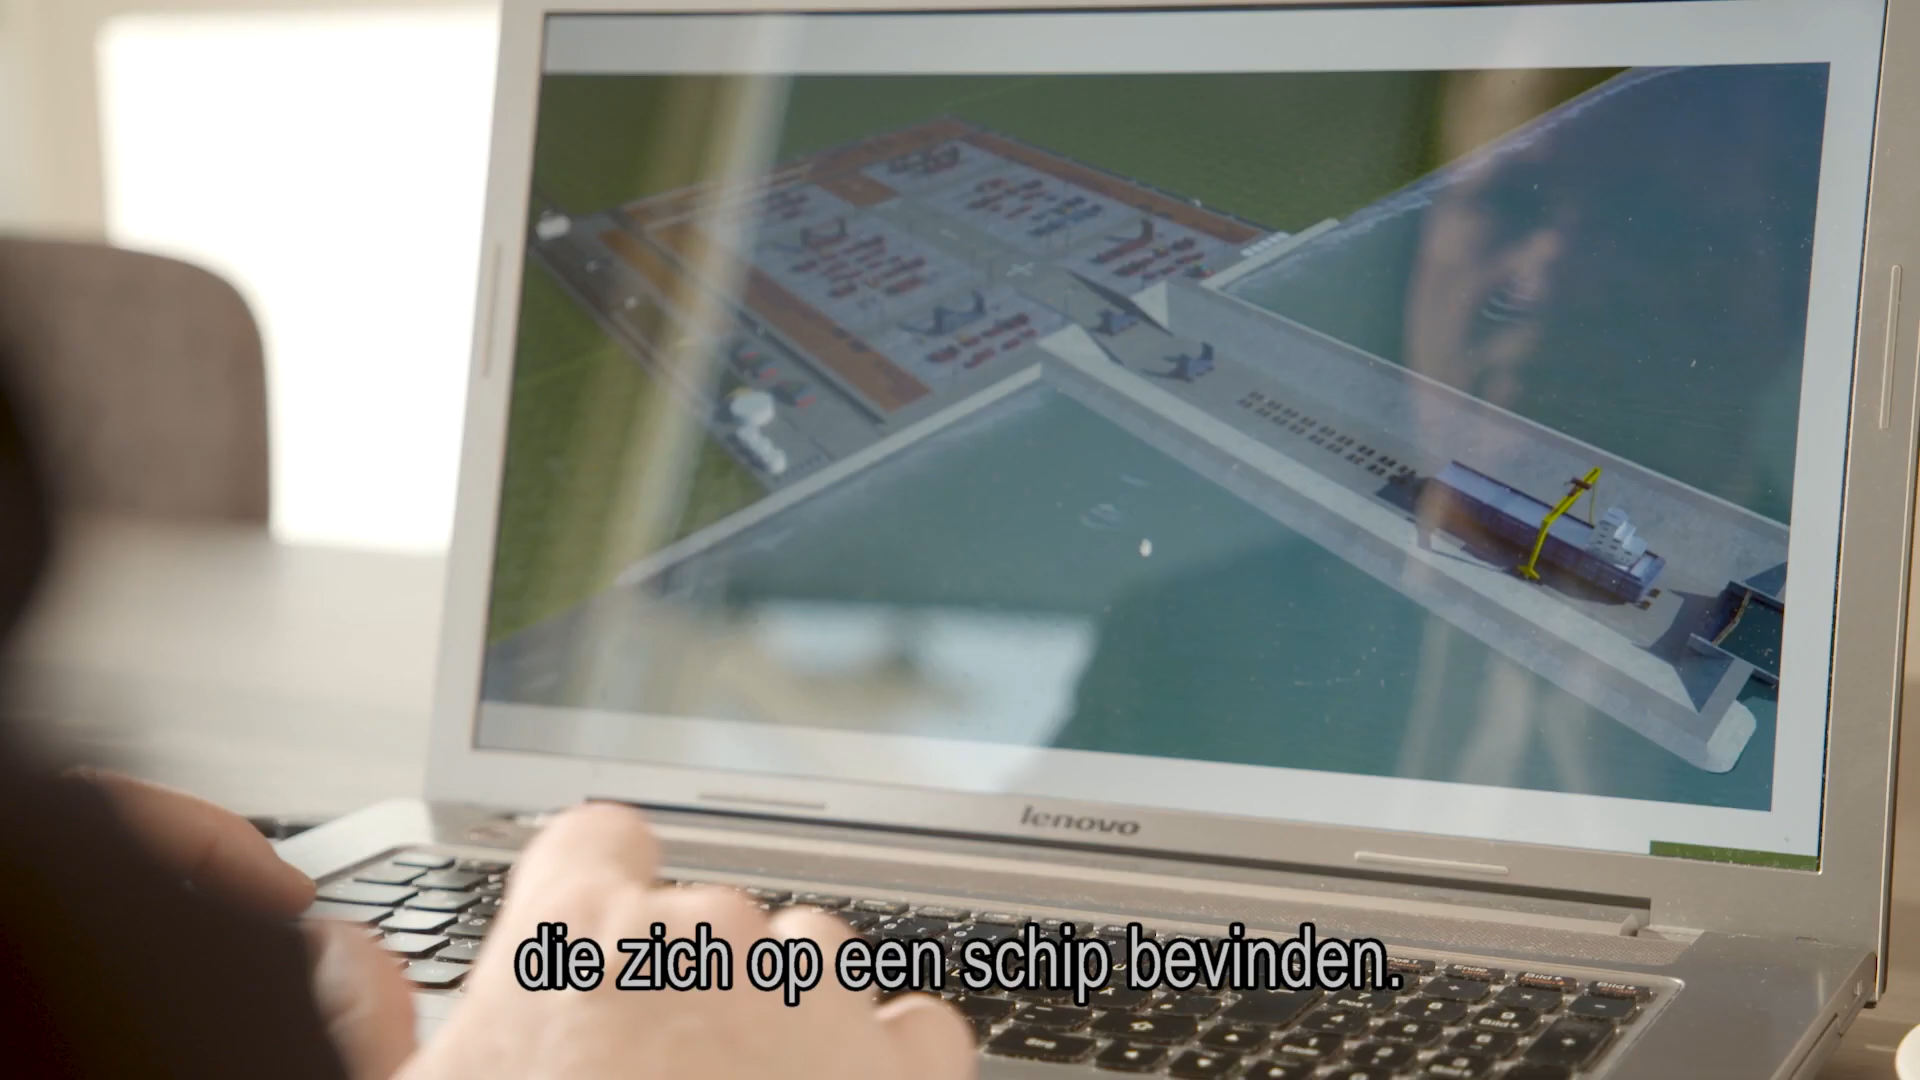 lenovo
die zich op een schip bevinden.